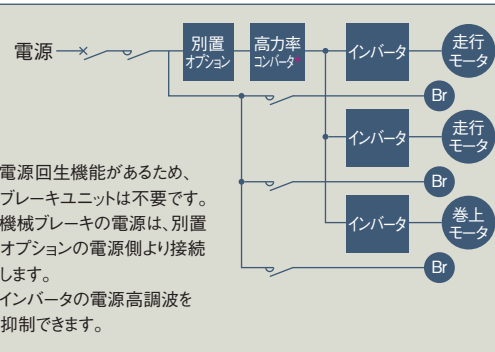 電源
別置
オプション
高力率
コンバータ*
インバータ
走行
モータ
Br
インバータ
走行
モータ
Br
インバータ
巻上
モータ
Br
電源回生機能があるため、
ブレーキユニットは不要です。
機械ブレーキの電源は、別置
オプションの電源側より接続
します。
インバータの電源高調波を
抑制できます。